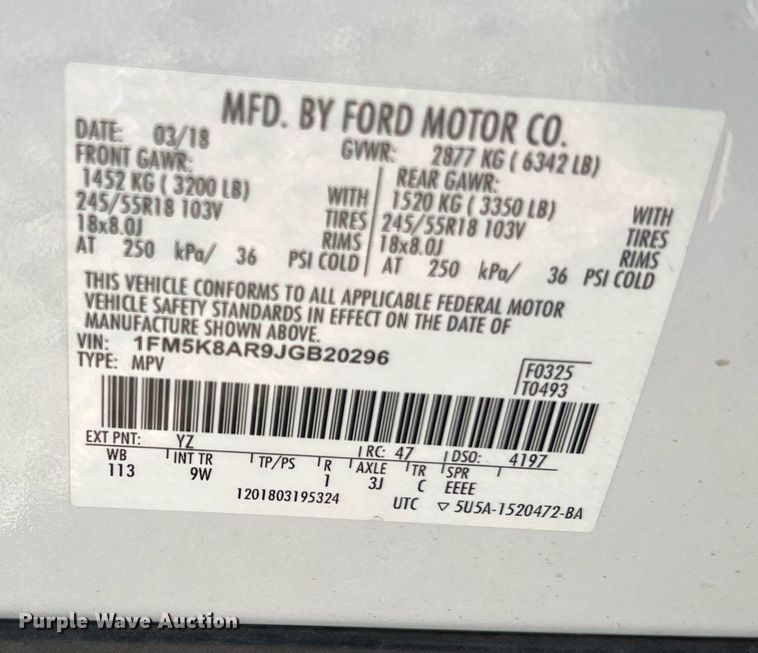 MFD. BY FORD MOTOR CO.
DATE: 03/18 GVWR: 2877 KG ( 6342 LB)
FRONT GAWR: REAR GAWR:
1452 KG ( 3200 LB) WITH 1520 KG ( 3350 LB) WITH
245/55R18 103V TIRES 245/55R18 103V TIRES
18x8.0J RIMS 18x8.0J RIMS
AT 250 kPa/ 36 PSI COLD AT 250 kPa/ 36 PSI COLD
THIS VEHICLE CONFORMS TO ALL APPLICABLE FEDERAL MOTOR
VEHICLE SAFETY STANDARDS IN EFFECT ON THE DATE OF
MANUFACTURE SHOWN ABOVE.
VIN: 1FM5K8AR9JGB20296
TYPE: MPV
F0325
T0493
EXT PNT: YZ RC: 47 DSO: 4197
WB INT TR TP/PS R AXLE TR SPR
113 9W 1 3J C EEEE
1201803195324 UTC ▽ 5U5A-1520472-BA
Purple Wave Auction